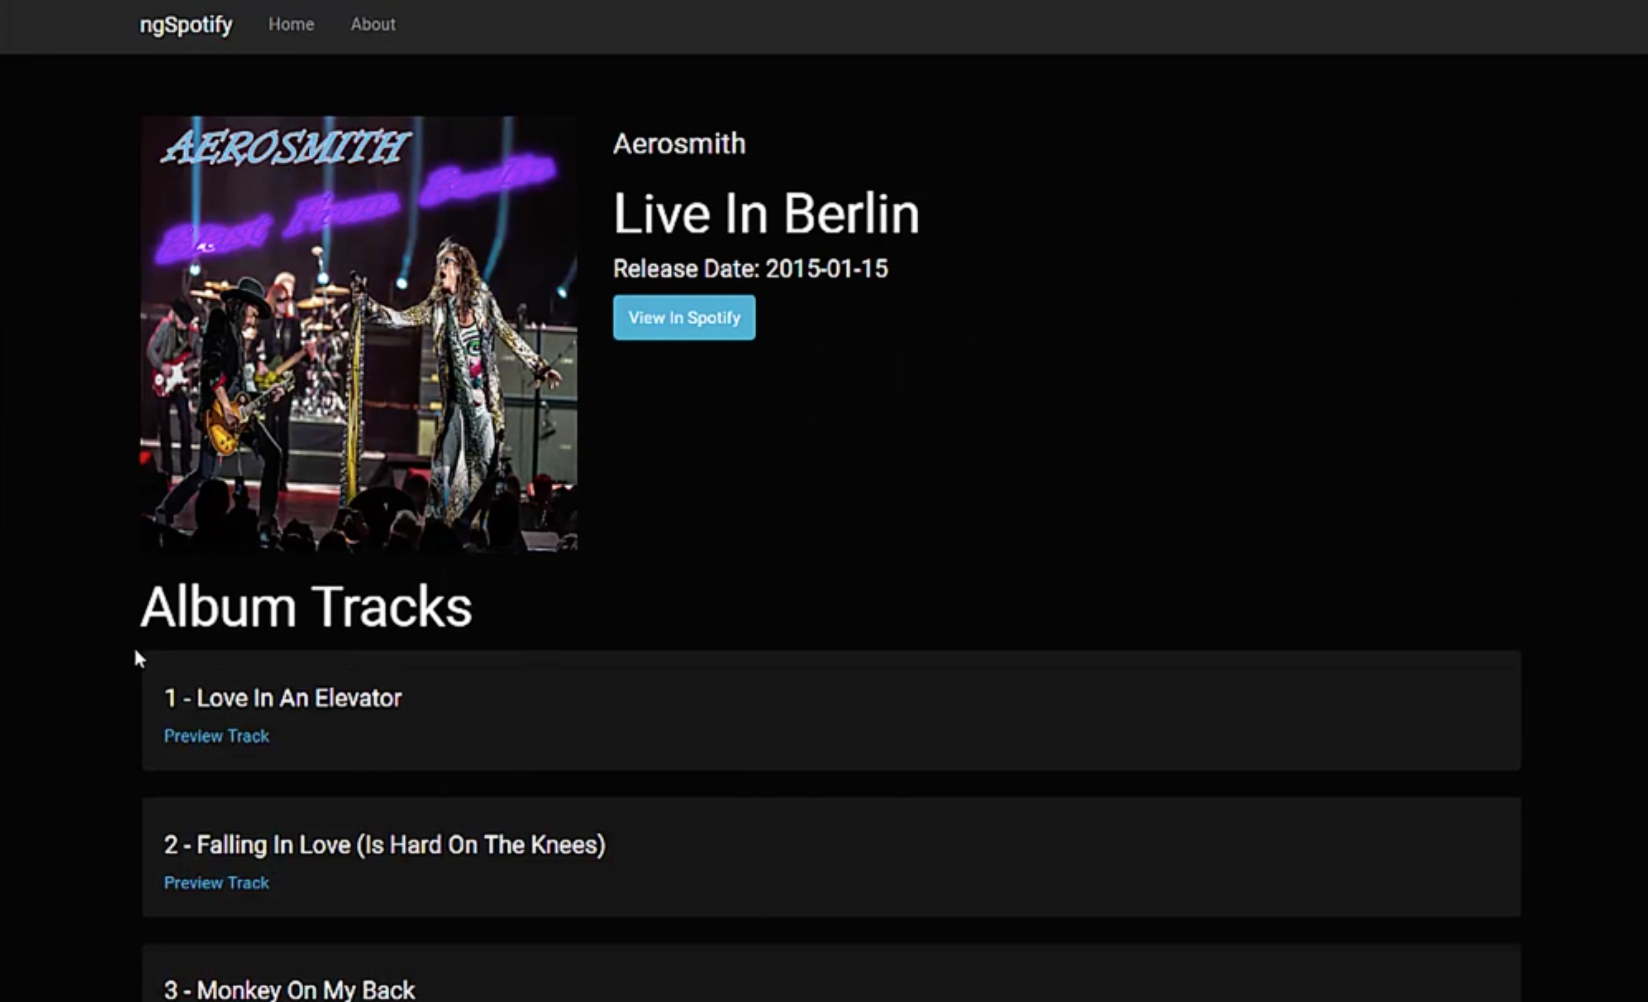 ngSpotify Home About
AEROSMITH
Blast From Berlin
Aerosmith
Live In Berlin
Release Date: 2015-01-15
View In Spotify
Album Tracks
1 - Love In An Elevator
Preview Track
2 - Falling In Love (Is Hard On The Knees)
Preview Track
3 - Monkey On My Back